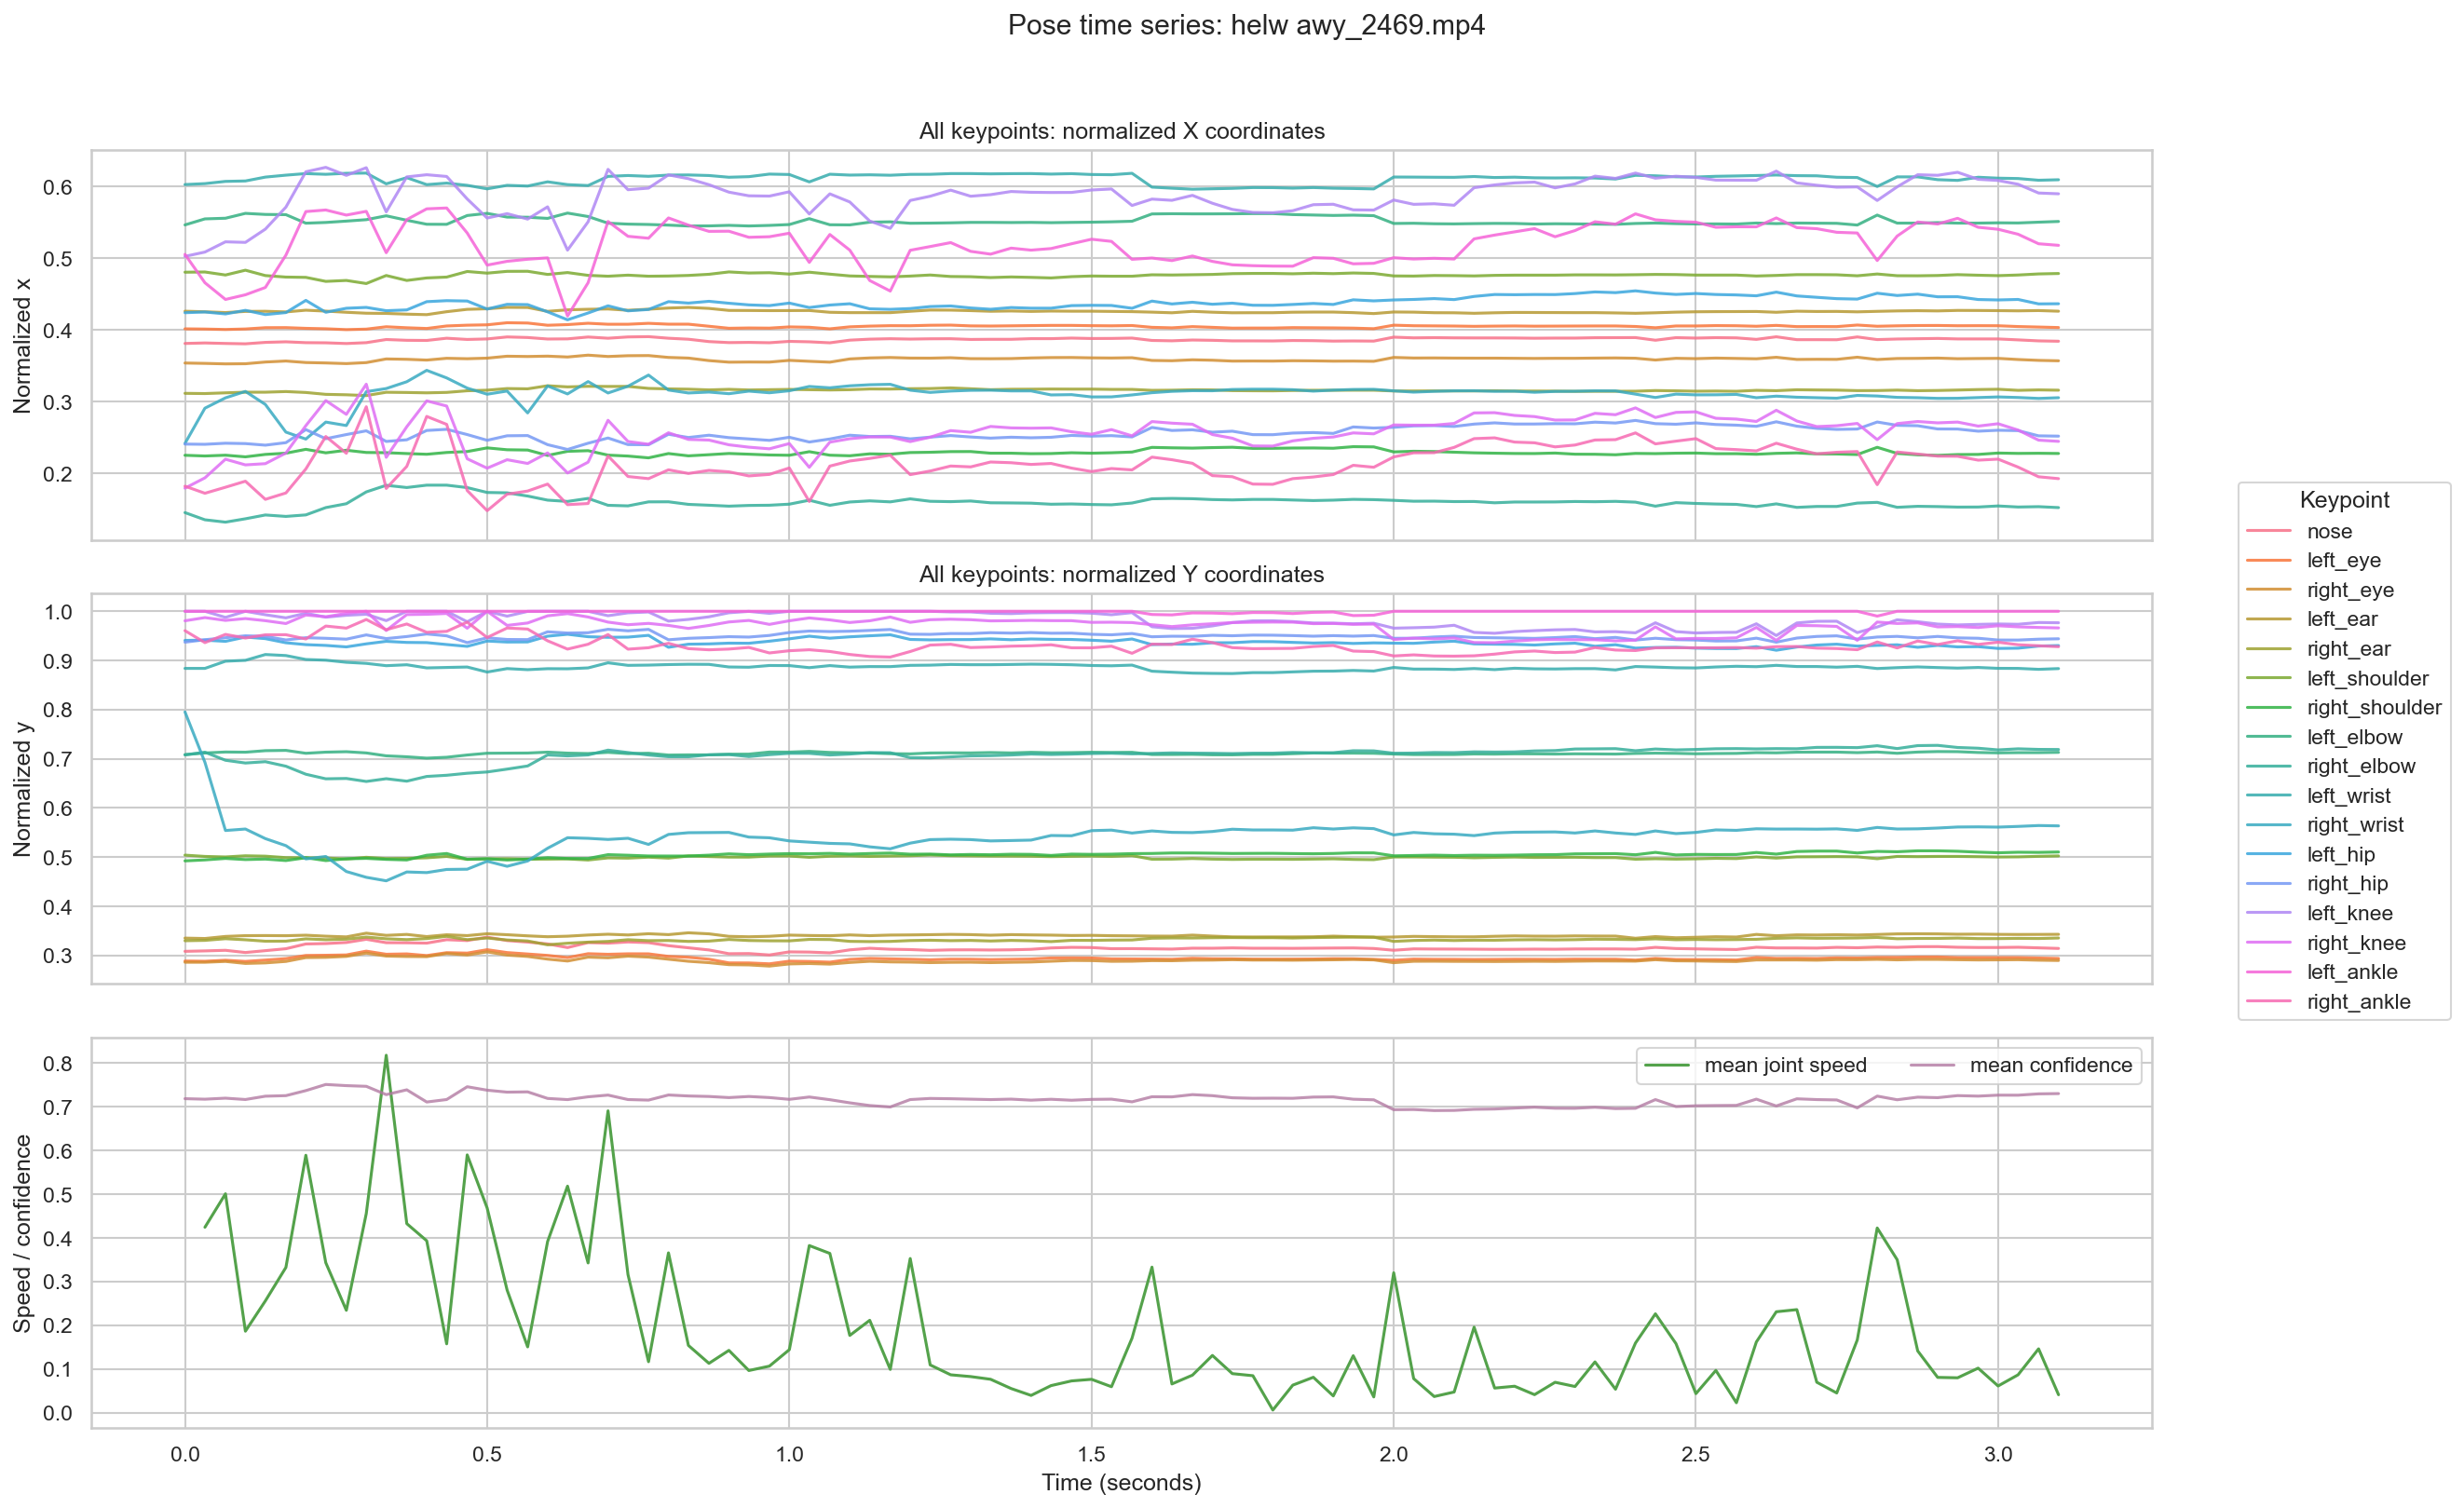 Pose time series: helw awy_2469.mp4
All keypoints: normalized X coordinates
Normalized x
0.6
0.5
0.4
0.3
0.2
All keypoints: normalized Y coordinates
Normalized y
1.0
0.9
0.8
0.7
0.6
0.5
0.4
0.3
Keypoint
nose
left_eye
right_eye
left_ear
right_ear
left_shoulder
right_shoulder
left_elbow
right_elbow
left_wrist
right_wrist
left_hip
right_hip
left_knee
right_knee
left_ankle
right_ankle
mean joint speed mean confidence
Speed / confidence
0.8
0.7
0.6
0.5
0.4
0.3
0.2
0.1
0.0
0.0 0.5 1.0 1.5 2.0 2.5 3.0
Time (seconds)